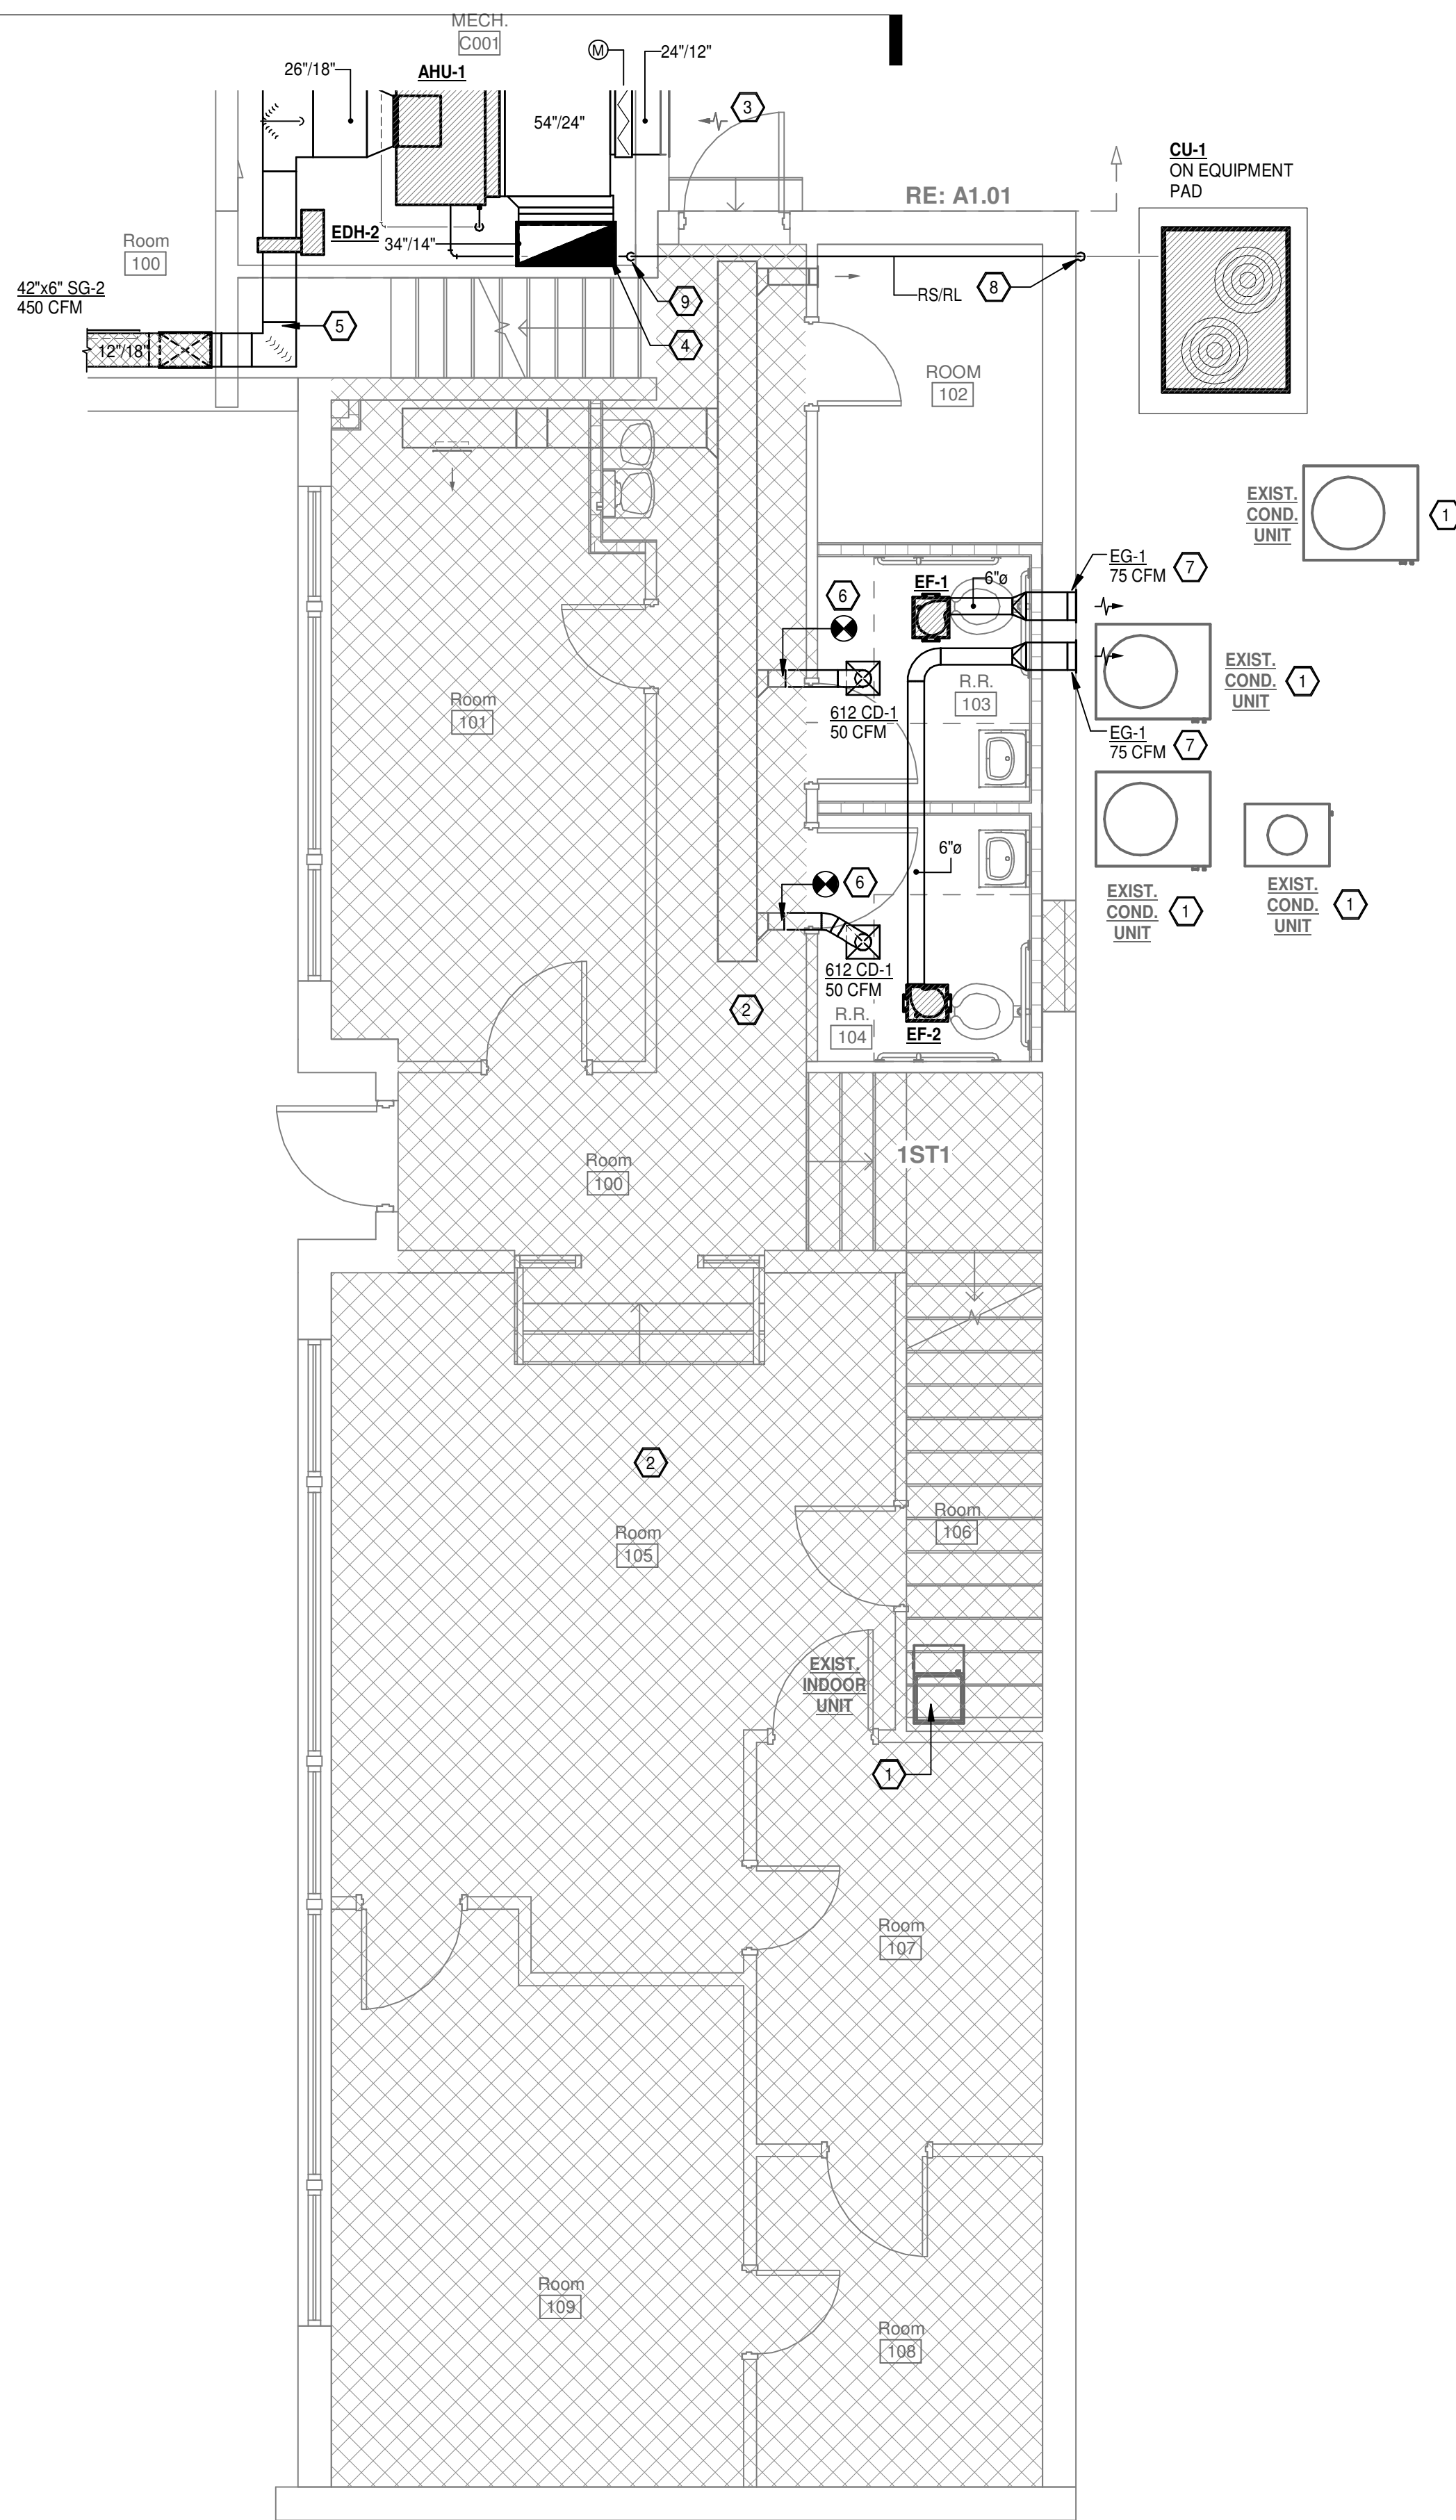 MECH.
C001
26"/18"
AHU-1
M
24"/12"
54"/24"
3
CU-1
ON EQUIPMENT
PAD
RE: A1.01
Room
100
EDH-2
34"/14"
42"x6" SG-2
450 CFM
12"/18"
5
9
4
RS/RL
8
ROOM
102
EXIST.
COND.
UNIT
1
EG-1
75 CFM
7
EF-1
6"ø
6
R.R.
103
612 CD-1
50 CFM
EXIST.
COND.
UNIT
1
EG-1
75 CFM
7
Room
101
6"ø
6
EXIST.
COND.
UNIT
1
EXIST.
COND.
UNIT
1
612 CD-1
50 CFM
2
R.R.
104
EF-2
1ST1
Room
100
2
Room
105
Room
106
EXIST.
INDOOR
UNIT
1
Room
107
Room
109
Room
108